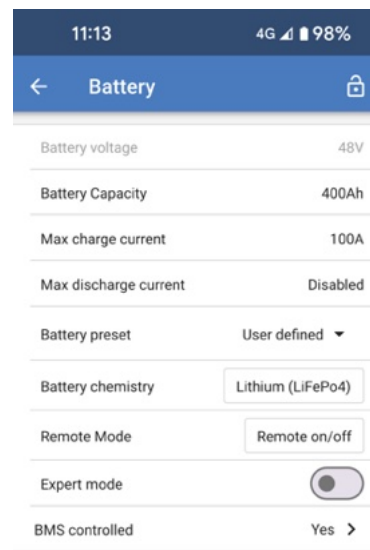 11:13 4G 98%
Battery
Battery voltage 48V
Battery Capacity 400Ah
Max charge current 100A
Max discharge current Disabled
Battery preset User defined
Battery chemistry Lithium (LiFePo4)
Remote Mode Remote on/off
Expert mode
BMS controlled Yes